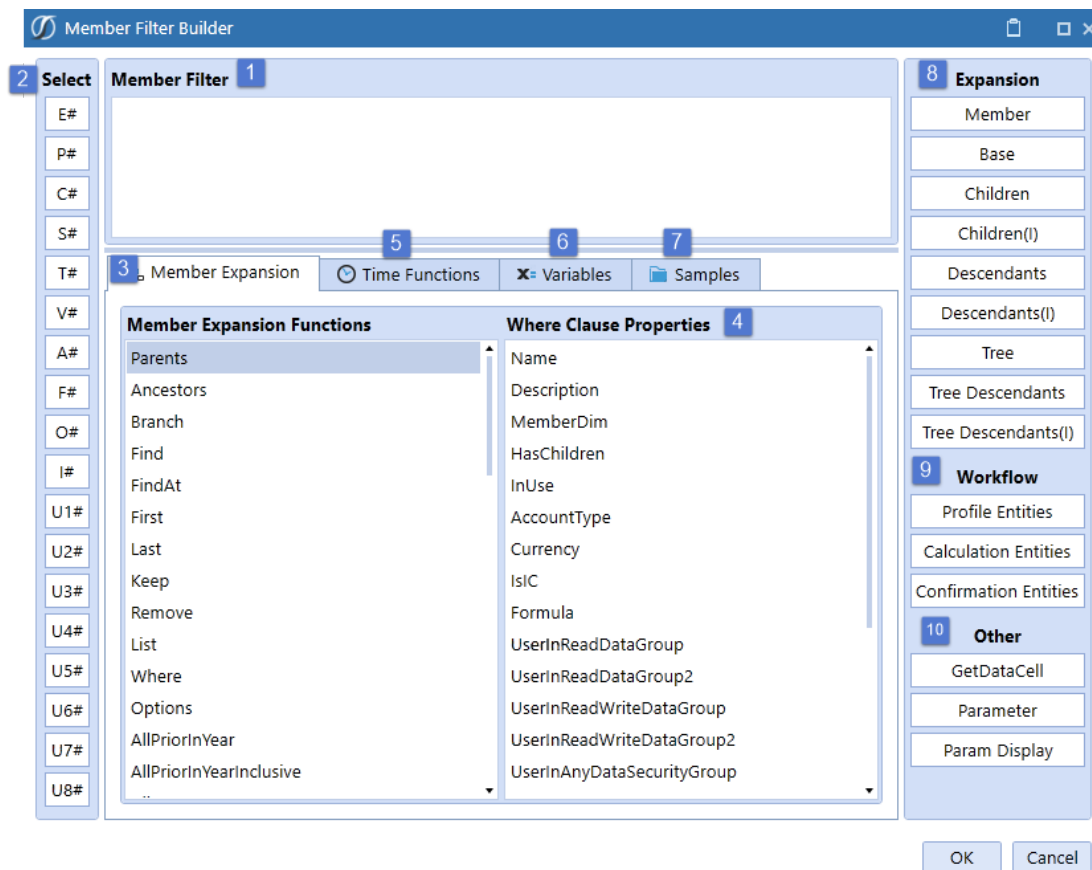 Member Filter Builder
2 Select
E#
P#
C#
S#
T#
V#
A#
F#
O#
I#
U1#
U2#
U3#
U4#
U5#
U6#
U7#
U8#
Member Filter 1
3 Member Expansion
5
Time Functions
6
X= Variables
7
Samples
Member Expansion Functions
Parents
Ancestors
Branch
Find
FindAt
First
Last
Keep
Remove
List
Where
Options
AllPriorInYear
AllPriorInYearInclusive
Where Clause Properties 4
Name
Description
MemberDim
HasChildren
InUse
AccountType
Currency
IsIC
Formula
UserInReadDataGroup
UserInReadDataGroup2
UserInReadWriteDataGroup
UserInReadWriteDataGroup2
UserInAnyDataSecurityGroup
8 Expansion
Member
Base
Children
Children(I)
Descendants
Descendants(I)
Tree
Tree Descendants
Tree Descendants(I)
9 Workflow
Profile Entities
Calculation Entities
Confirmation Entities
10 Other
GetDataCell
Parameter
Param Display
OK
Cancel